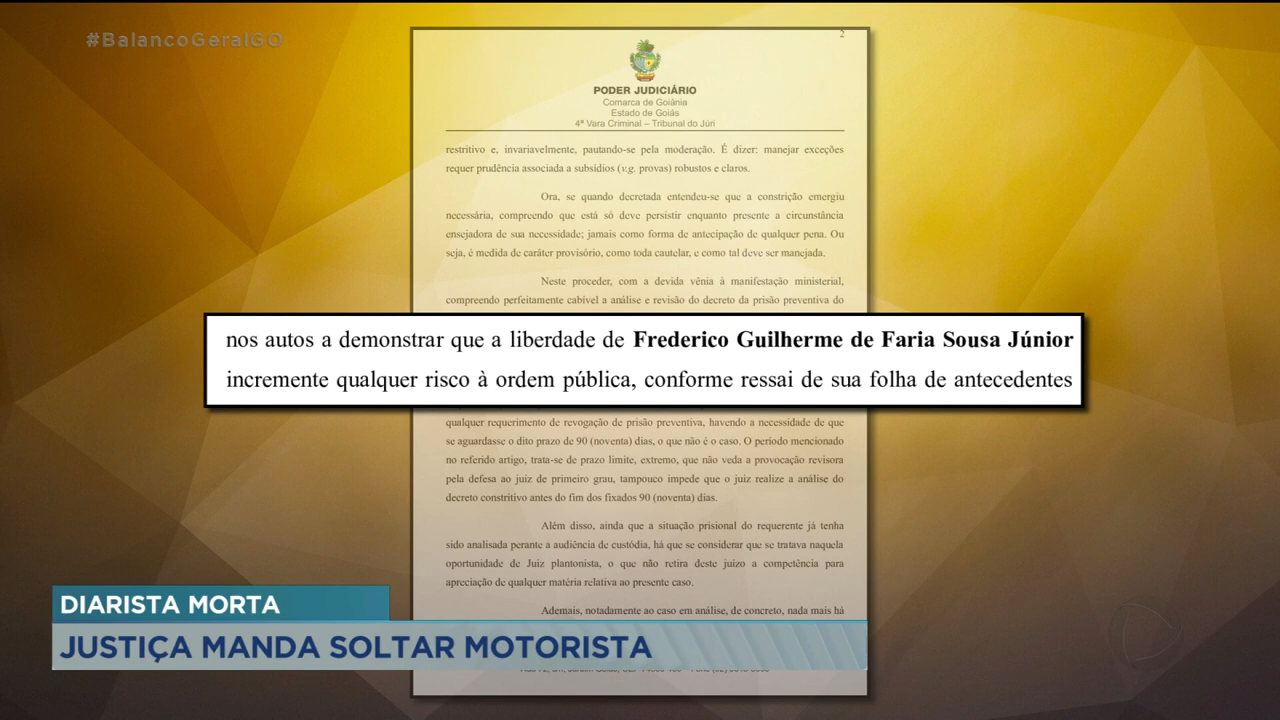 #BalancoGeralGO
2
PODER JUDICIÁRIO
Comarca de Goiânia
Estado de Goiás
4ª Vara Criminal – Tribunal do Júri
restritivo e, invariavelmente, pautando-se pela moderação. É dizer: manejar exceções
requer prudência associada a subsídios (v.g. provas) robustos e claros.
Ora, se quando decretada entendeu-se que a constrição emergiu
necessária, compreendo que está só deve persistir enquanto presente a circunstância
ensejadora de sua necessidade; jamais como forma de antecipação de qualquer pena. Ou
seja, é medida de caráter provisório, como toda cautelar, e como tal deve ser manejada.
Neste proceder, com a devida vênia à manifestação ministerial,
compreendo perfeitamente cabível a análise e revisão do decreto da prisão preventiva do
nos autos a demonstrar que a liberdade de Frederico Guilherme de Faria Sousa Júnior
incremente qualquer risco à ordem pública, conforme ressai de sua folha de antecedentes
qualquer requerimento de revogação de prisão preventiva, havendo a necessidade de que
se aguardasse o dito prazo de 90 (noventa) dias, o que não é o caso. O período mencionado
no referido artigo, trata-se de prazo limite, extremo, que não veda a provocação revisora
pela defesa ao juiz de primeiro grau, tampouco impede que o juiz realize a análise do
decreto constritivo antes do fim dos fixados 90 (noventa) dias.
Além disso, ainda que a situação prisional do requerente já tenha
sido analisada perante a audiência de custódia, há que se considerar que se tratava naquela
oportunidade de Juiz plantonista, o que não retira deste juízo a competência para
apreciação de qualquer matéria relativa ao presente caso.
Ademais, notadamente ao caso em análise, de concreto, nada mais há
DIARISTA MORTA
JUSTIÇA MANDA SOLTAR MOTORISTA